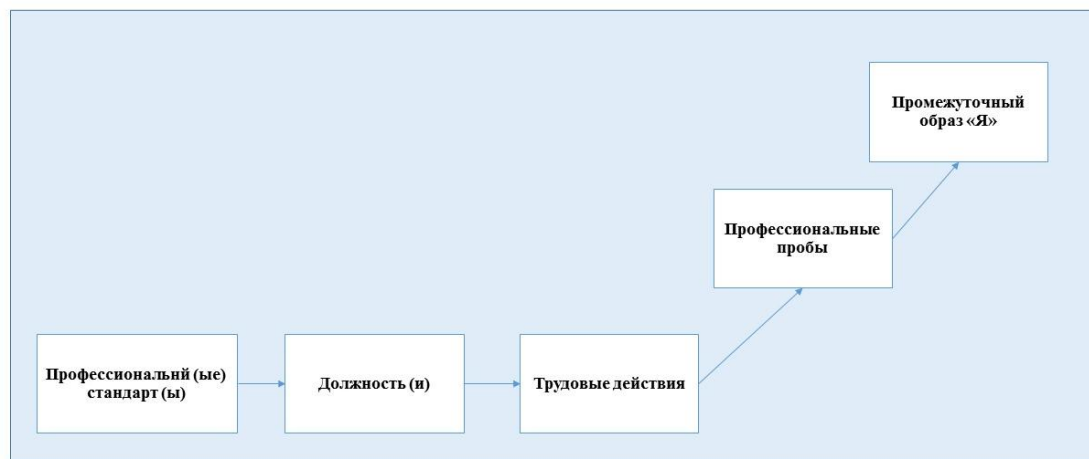 Промежуточный
образ «Я»
Профессиональные
пробы
Профессиональнй (ые)
стандарт (ы)
Должность (и)
Трудовые действия